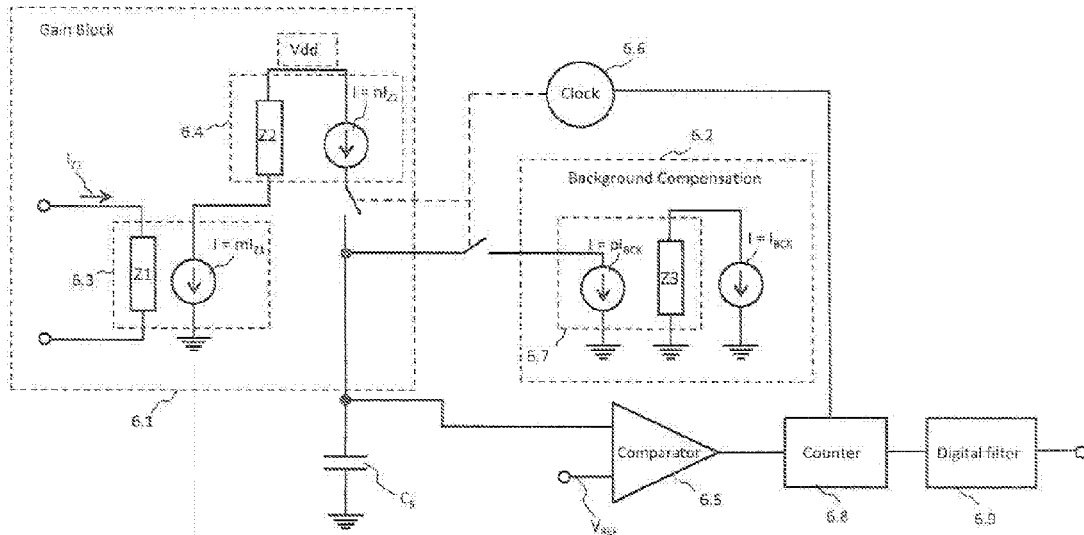 Gain Block
Vdd
I = nI_Z2
6.4
Z2
6.6
Clock
6.2
Background Compensation
I_Z1
6.3
Z1
I = mI_Z1
I = pI_BCK
Z3
I = I_BCK
6.7
6.1
C_S
Comparator
6.5
V_REF
Counter
6.8
Digital filter
6.9